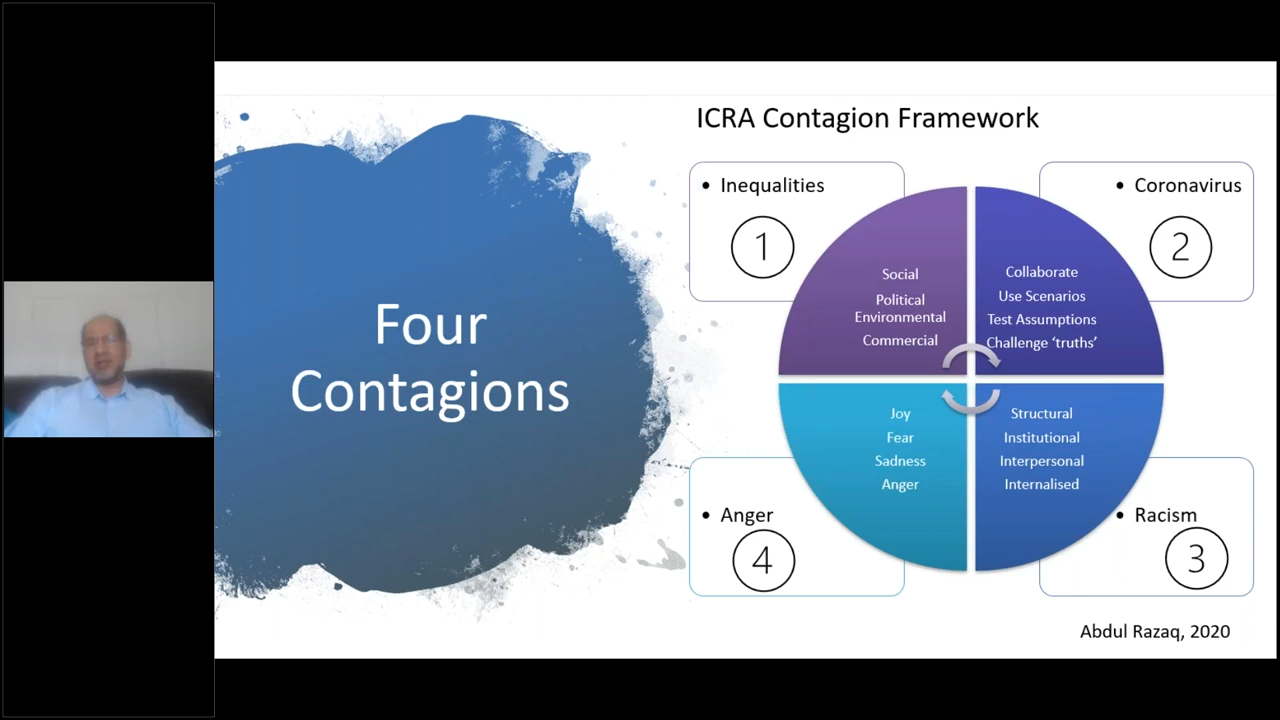 Four
Contagions
ICRA Contagion Framework
• Inequalities
1
Social
Political
Environmental
Commercial
• Coronavirus
2
Collaborate
Use Scenarios
Test Assumptions
Challenge ‘truths’
• Racism
3
Structural
Institutional
Interpersonal
Internalised
• Anger
4
Joy
Fear
Sadness
Anger
Abdul Razaq, 2020